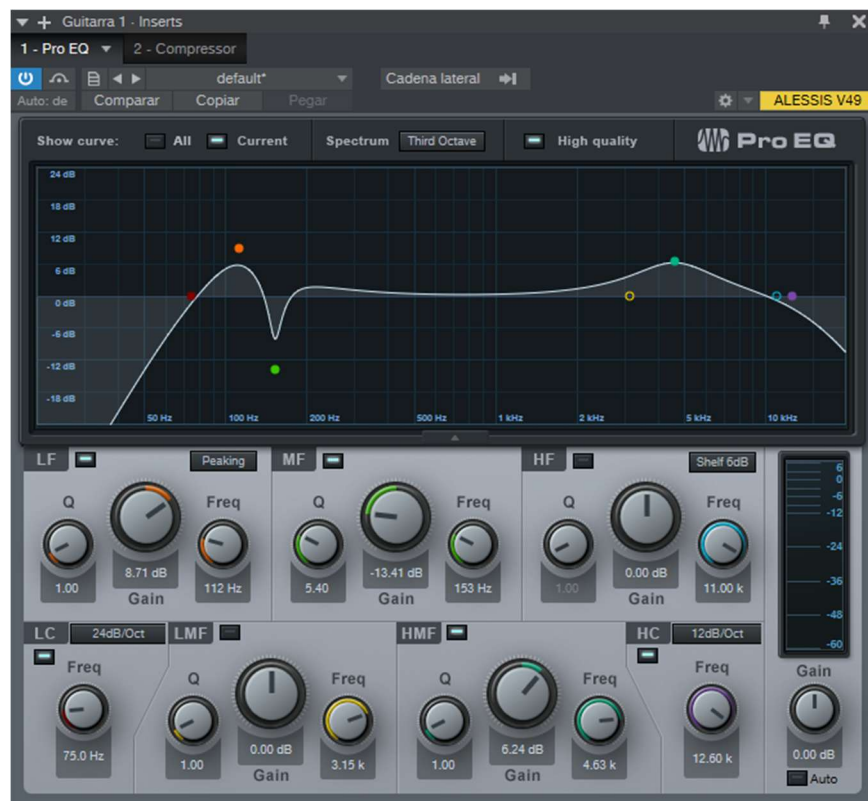 Guitarra 1 - Inserts
1 - Pro EQ 2 - Compressor
default* Cadena lateral
Auto: de Comparar Copiar Pegar ALESSIS V49
Show curve: All Current Spectrum Third Octave High quality Pro EQ
24 dB
18 dB
12 dB
6 dB
0 dB
-6 dB
-12 dB
-18 dB
50 Hz 100 Hz 200 Hz 500 Hz 1 kHz 2 kHz 5 kHz 10 kHz
LF Peaking MF HF Shelf 6dB
Q Freq Q Freq Q Freq
1.00 8.71 dB 112 Hz 5.40 -13.41 dB 153 Hz 1.00 0.00 dB 11.00 k
Gain Gain Gain
6
0
-6
-12
-24
-36
-48
-60
LC 24dB/Oct LMF HMF HC 12dB/Oct
Freq Q Freq Q Freq Freq Gain
75.0 Hz 1.00 0.00 dB 3.15 k 1.00 6.24 dB 4.63 k 12.60 k 0.00 dB
Gain Gain Auto